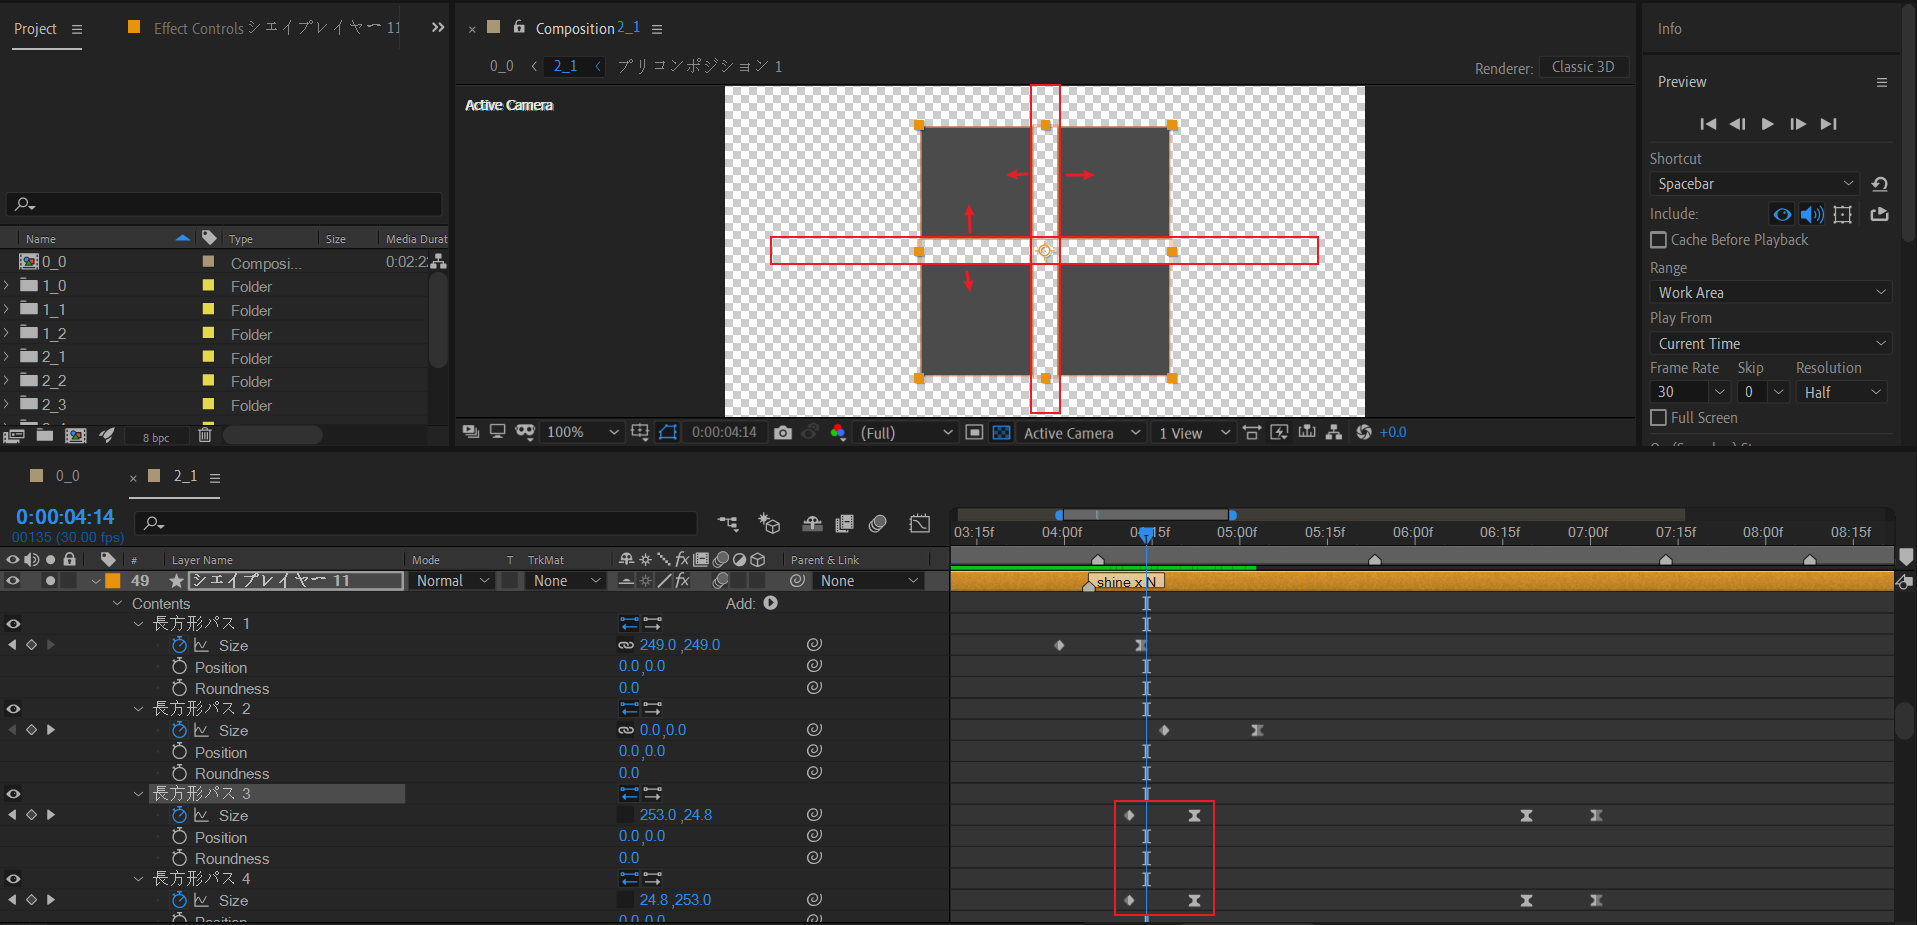 Project
Effect Controls シェイプレイヤー 11
Composition 2_1
0_0
2_1
プリコンポジション 1
Renderer: Classic 3D
Active Camera
Name Type Size Media Durat
0_0 Composi... 0:02:2
1_0 Folder
1_1 Folder
1_2 Folder
2_1 Folder
2_2 Folder
2_3 Folder
8 bpc
100%
0:00:04:14
(Full)
Active Camera
1 View
+0.0
Info
Preview
Shortcut
Spacebar
Include:
Cache Before Playback
Range
Work Area
Play From
Current Time
Frame Rate Skip Resolution
30 0 Half
Full Screen
0_0
2_1
0:00:04:14
00135 (30.00 fps)
03:15f 04:00f 04:15f 05:00f 05:15f 06:00f 06:15f 07:00f 07:15f 08:00f 08:15f
# Layer Name Mode T TrkMat fx Parent & Link
49 シェイプレイヤー 11 Normal None fx None
shine x N
Contents Add:
長方形パス 1
Size 249.0 ,249.0
Position 0.0 ,0.0
Roundness 0.0
長方形パス 2
Size 0.0 ,0.0
Position 0.0 ,0.0
Roundness 0.0
長方形パス 3
Size 253.0 ,24.8
Position 0.0 ,0.0
Roundness 0.0
長方形パス 4
Size 24.8 ,253.0
Position 0.0 ,0.0